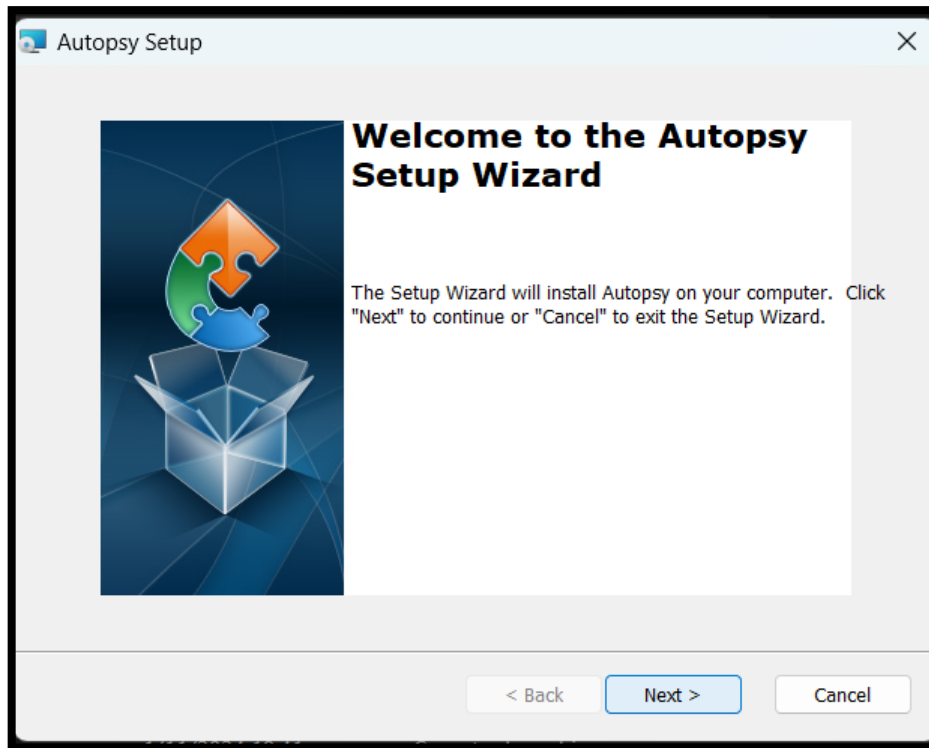 Autopsy Setup
Welcome to the Autopsy
Setup Wizard
The Setup Wizard will install Autopsy on your computer.  Click
"Next" to continue or "Cancel" to exit the Setup Wizard.
< Back
Next >
Cancel